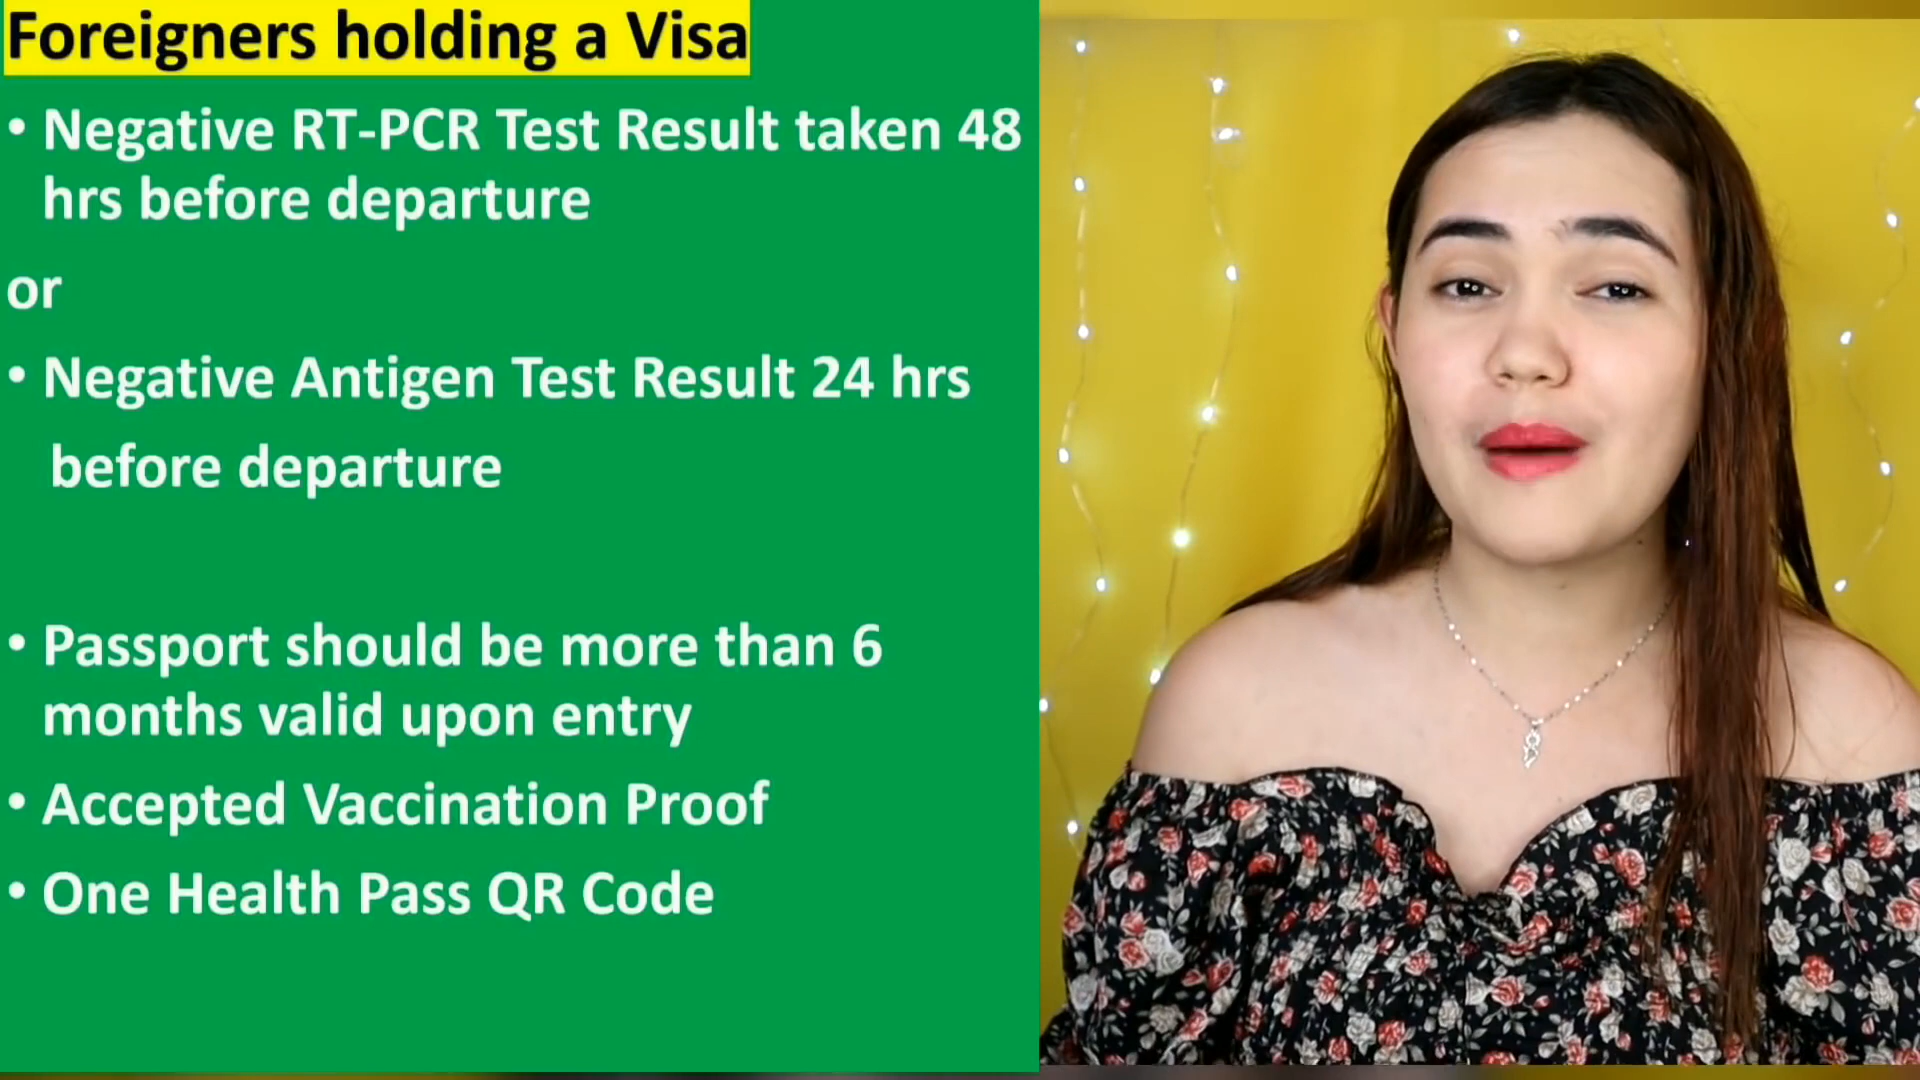 Foreigners holding a Visa
• Negative RT-PCR Test Result taken 48
hrs before departure
or
• Negative Antigen Test Result 24 hrs
before departure
• Passport should be more than 6
months valid upon entry
• Accepted Vaccination Proof
• One Health Pass QR Code